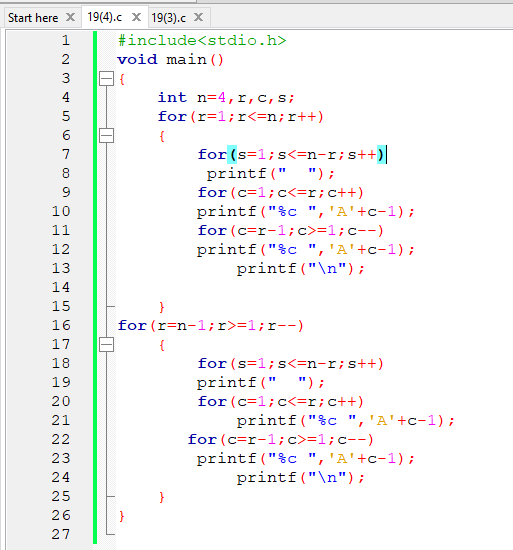 Start here X 19(4).c X 19(3).c X
1 #include<stdio.h>
2 void main()
3 {
4 int n=4,r,c,s;
5 for(r=1;r<=n;r++)
6 {
7 for(s=1;s<=n-r;s++)
8 printf("  ");
9 for(c=1;c<=r;c++)
10 printf("%c ",'A'+c-1);
11 for(c=r-1;c>=1;c--)
12 printf("%c ",'A'+c-1);
13 printf("\n");
14
15 }
16 for(r=n-1;r>=1;r--)
17 {
18 for(s=1;s<=n-r;s++)
19 printf("  ");
20 for(c=1;c<=r;c++)
21 printf("%c ",'A'+c-1);
22 for(c=r-1;c>=1;c--)
23 printf("%c ",'A'+c-1);
24 printf("\n");
25 }
26 }
27